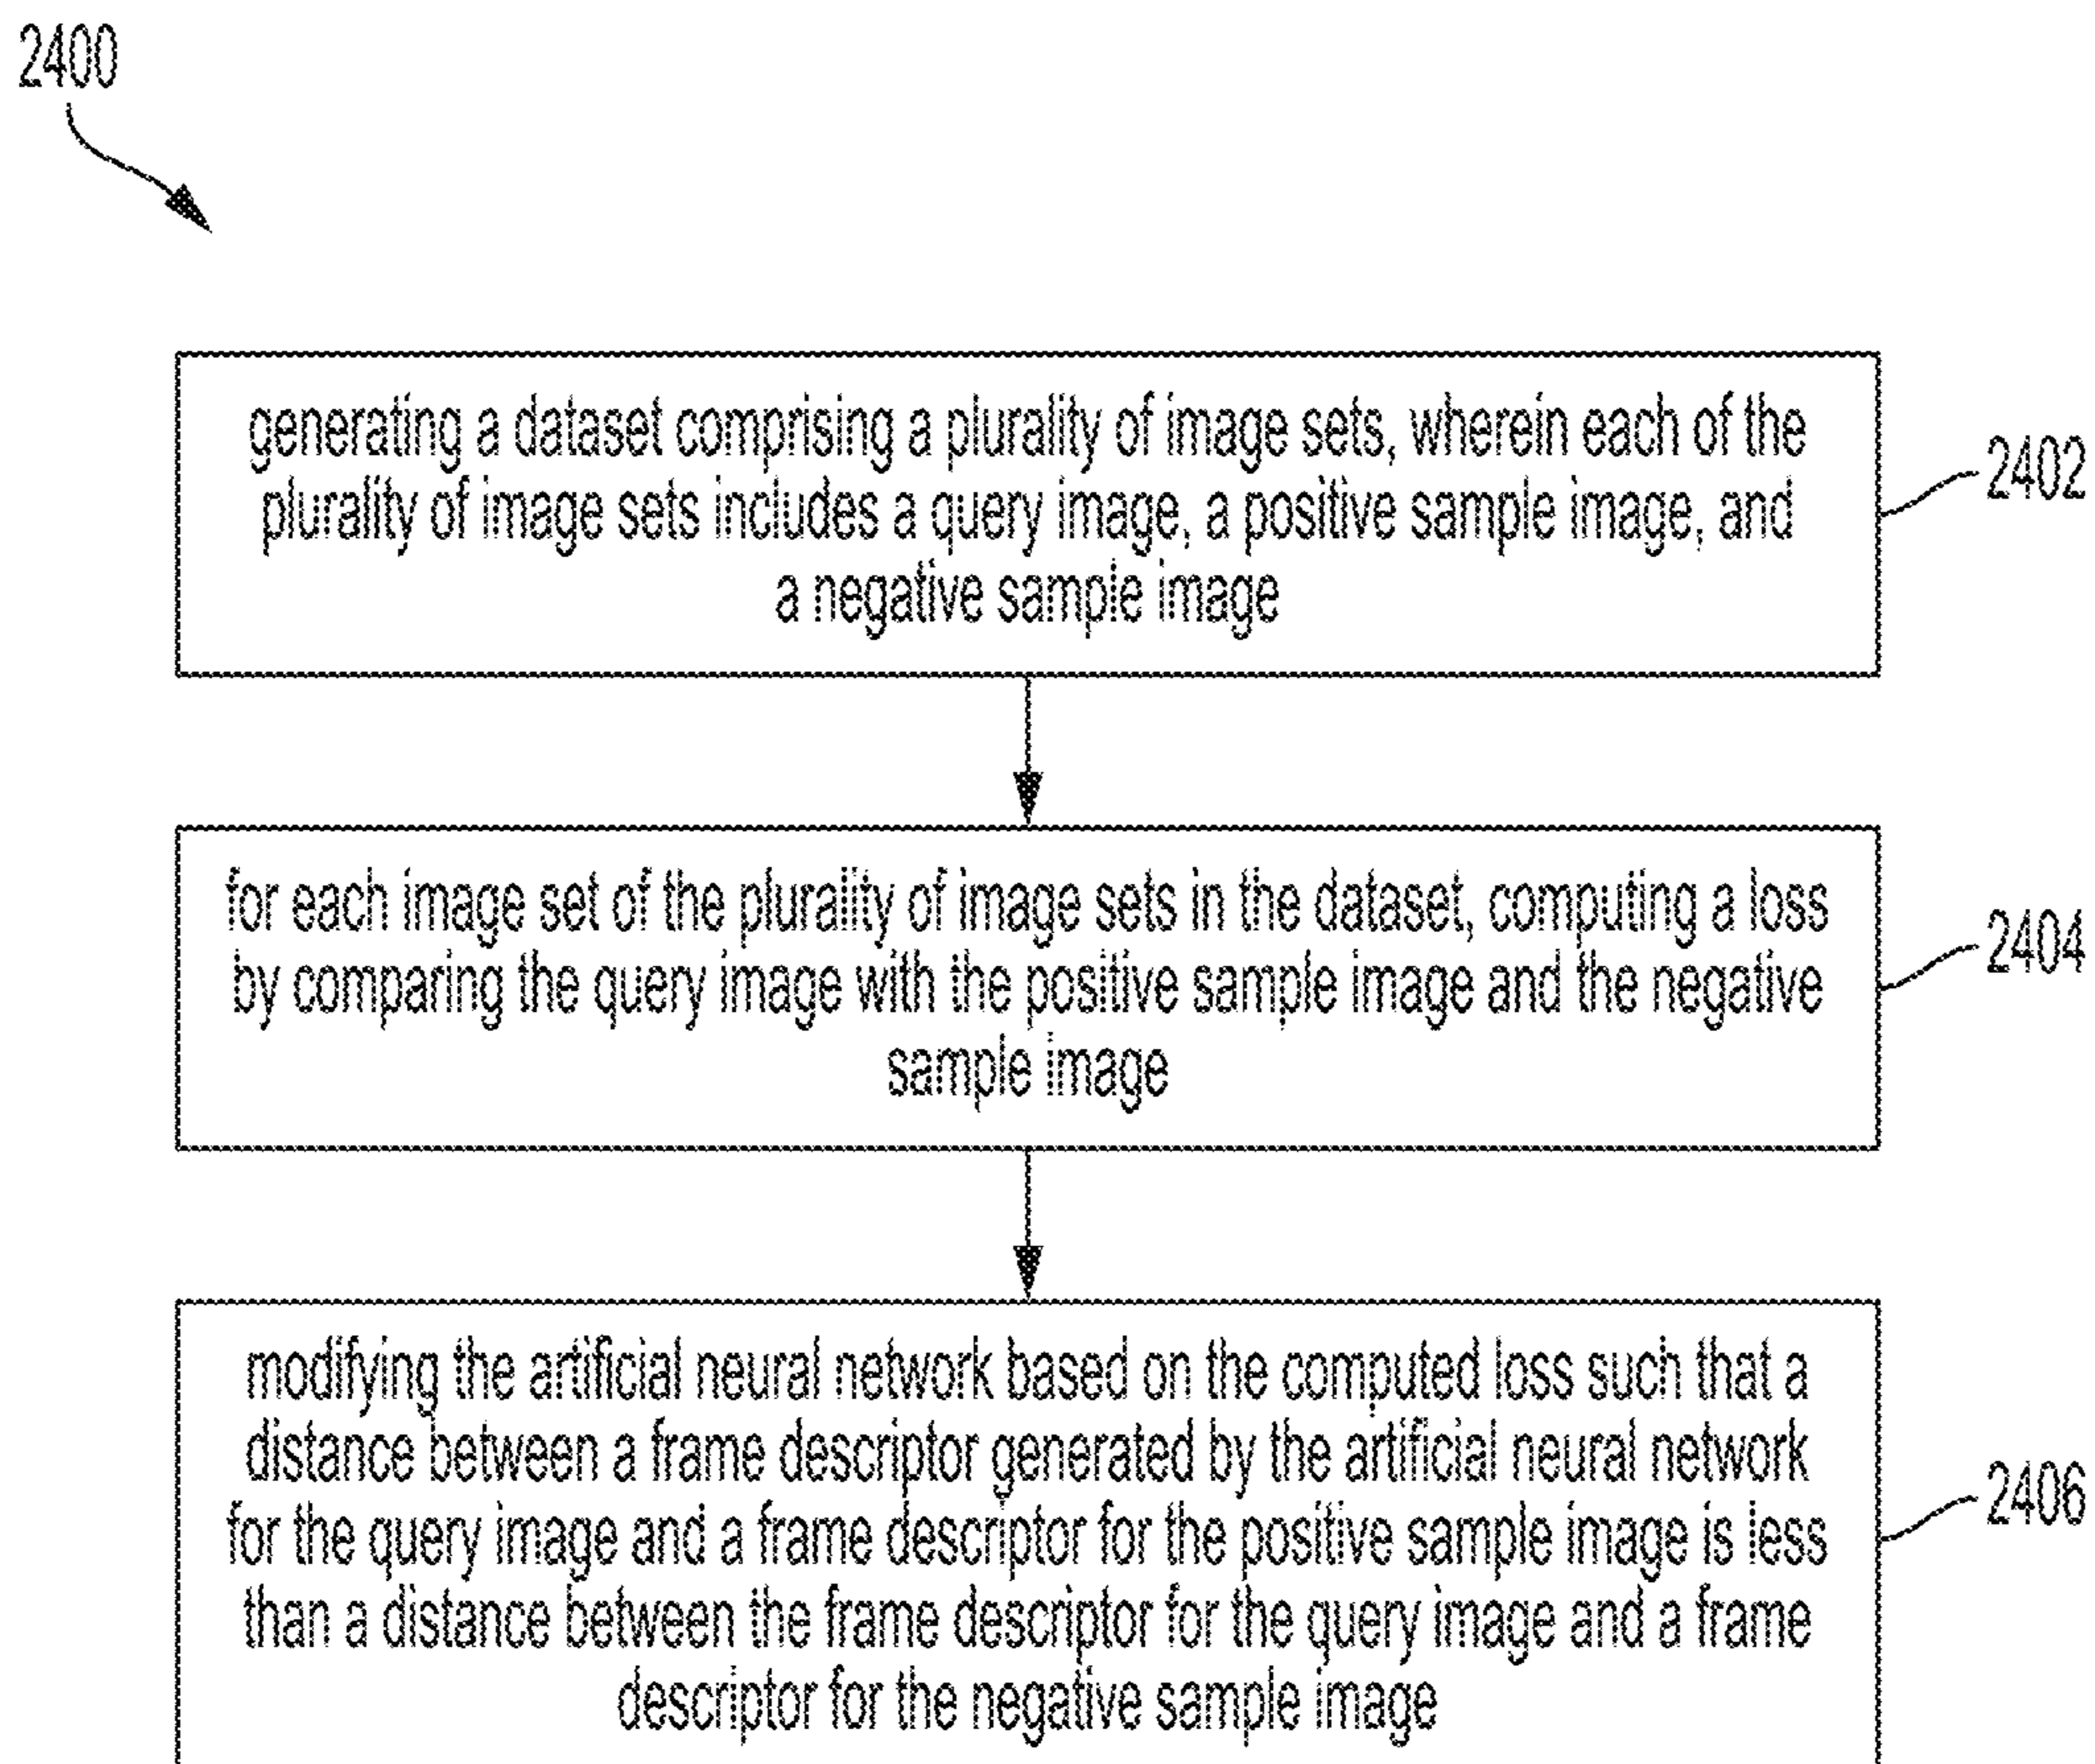 2400
generating a dataset comprising a plurality of image sets, wherein each of the
plurality of image sets includes a query image, a positive sample image, and
a negative sample image
2402
for each image set of the plurality of image sets in the dataset, computing a loss
by comparing the query image with the positive sample image and the negative
sample image
2404
modifying the artificial neural network based on the computed loss such that a
distance between a frame descriptor generated by the artificial neural network
for the query image and a frame descriptor for the positive sample image is less
than a distance between the frame descriptor for the query image and a frame
descriptor for the negative sample image
2406